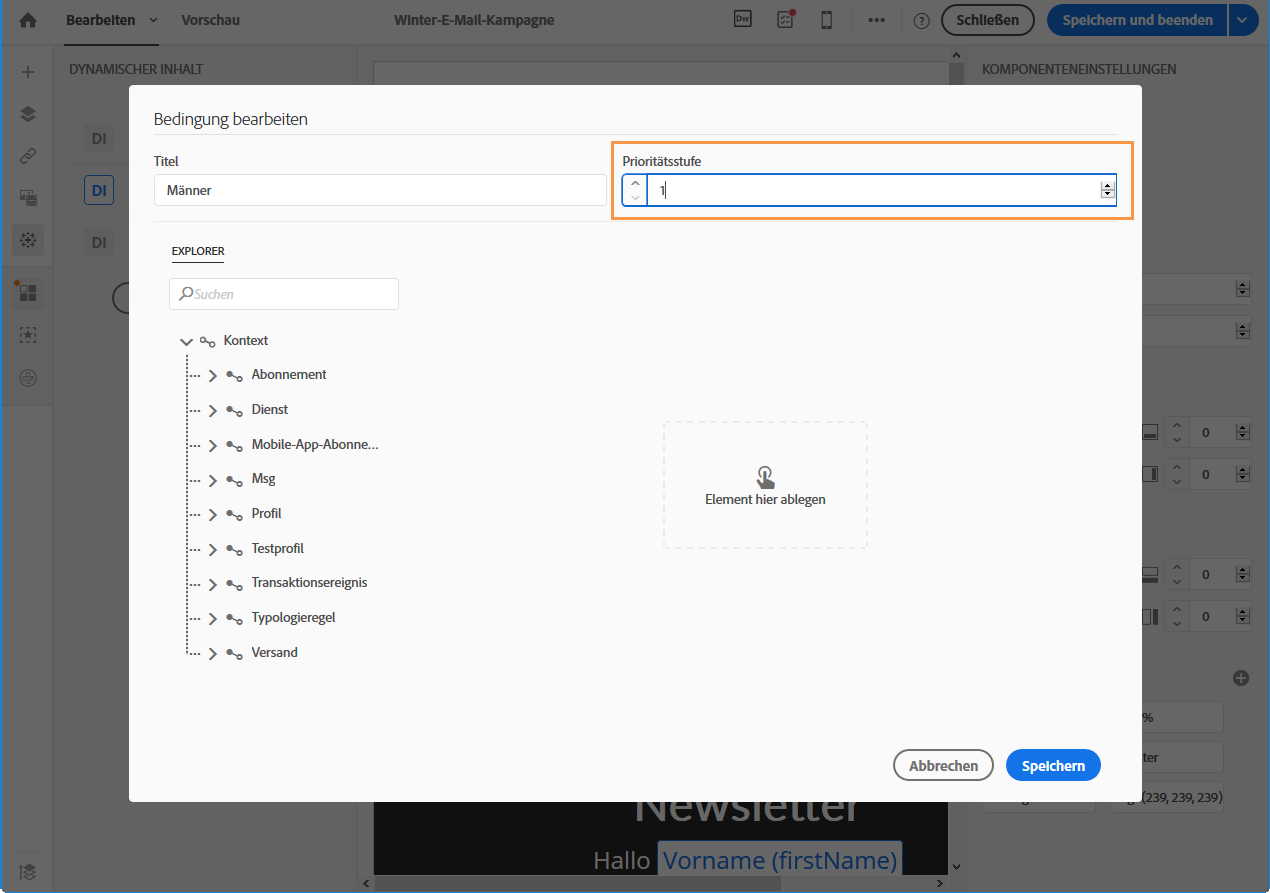 Bearbeiten
Vorschau
Winter-E-Mail-Kampagne
Dw
?
Schließen
Speichern und beenden
DYNAMISCHER INHALT
KOMPONENTENEINSTELLUNGEN
DI
DI
DI
Bedingung bearbeiten
Titel
Männer
Prioritätsstufe
1
EXPLORER
Suchen
Kontext
Abonnement
Dienst
Mobile-App-Abonne...
Msg
Profil
Testprofil
Transaktionsereignis
Typologieregel
Versand
Element hier ablegen
Abbrechen
Speichern
0
0
0
0
%
ter
(239, 239, 239)
Newsletter
Hallo Vorname (firstName)